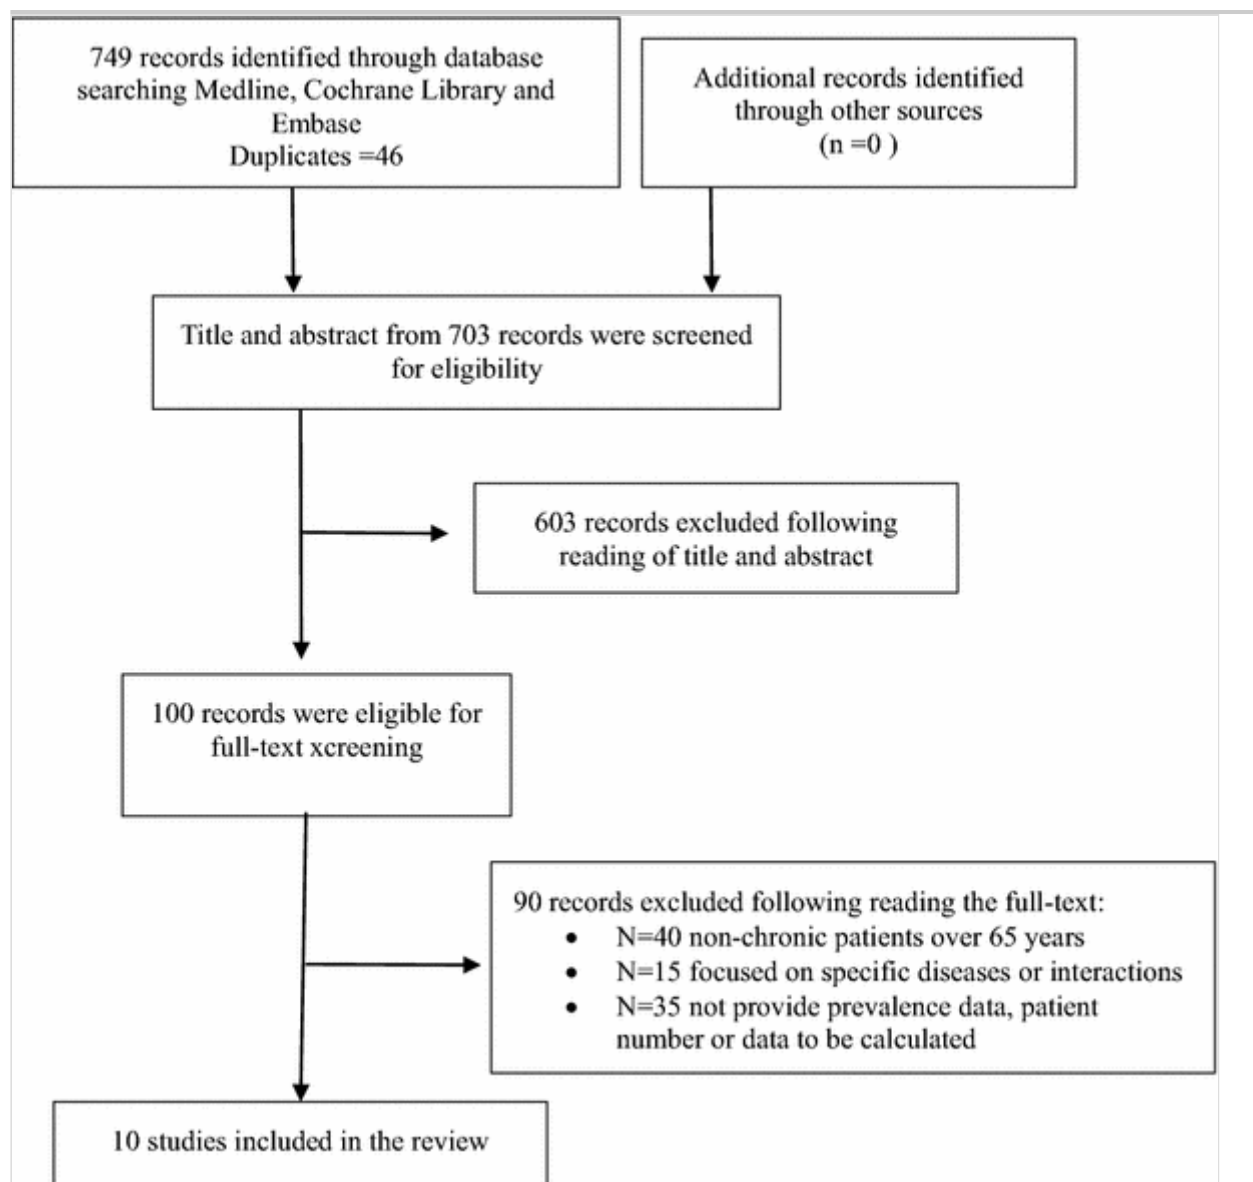 749 records identified through database
searching Medline, Cochrane Library and
Embase
Duplicates =46
Additional records identified
through other sources
(n =0 )
Title and abstract from 703 records were screened
for eligibility
603 records excluded following
reading of title and abstract
100 records were eligible for
full-text xcreening
90 records excluded following reading the full-text:
• N=40 non-chronic patients over 65 years
• N=15 focused on specific diseases or interactions
• N=35 not provide prevalence data, patient
number or data to be calculated
10 studies included in the review